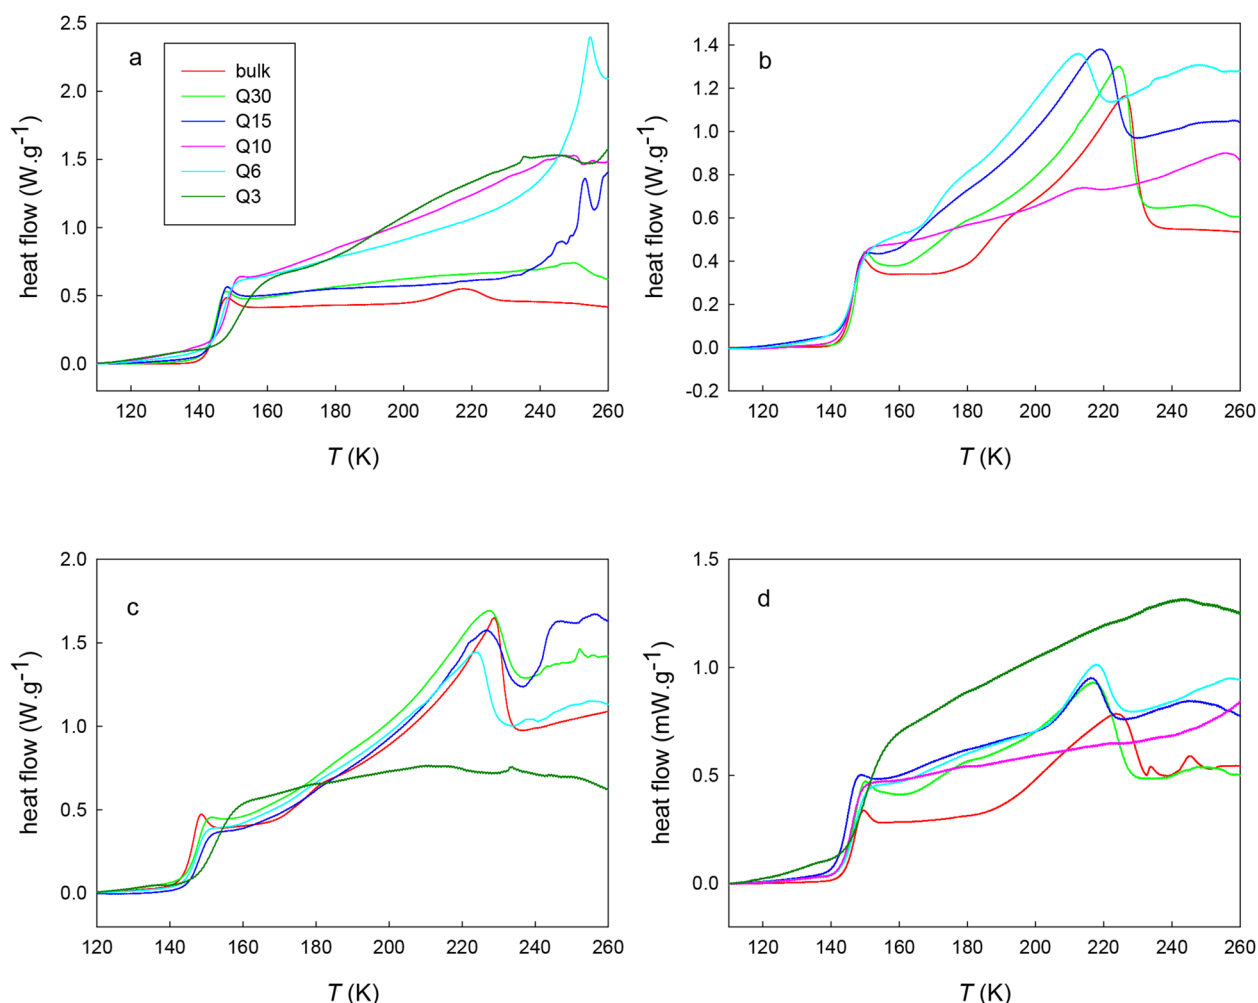 a
bulk
Q30
Q15
Q10
Q6
Q3
2.5
2.0
1.5
1.0
0.5
0.0
heat flow (W.g-1)
120 140 160 180 200 220 240 260
T (K)
b
1.4
1.2
1.0
0.8
0.6
0.4
0.2
0.0
-0.2
heat flow (W.g-1)
120 140 160 180 200 220 240 260
T (K)
c
2.0
1.5
1.0
0.5
0.0
heat flow (W.g-1)
120 140 160 180 200 220 240 260
T (K)
d
1.5
1.0
0.5
0.0
heat flow (mW.g-1)
120 140 160 180 200 220 240 260
T (K)